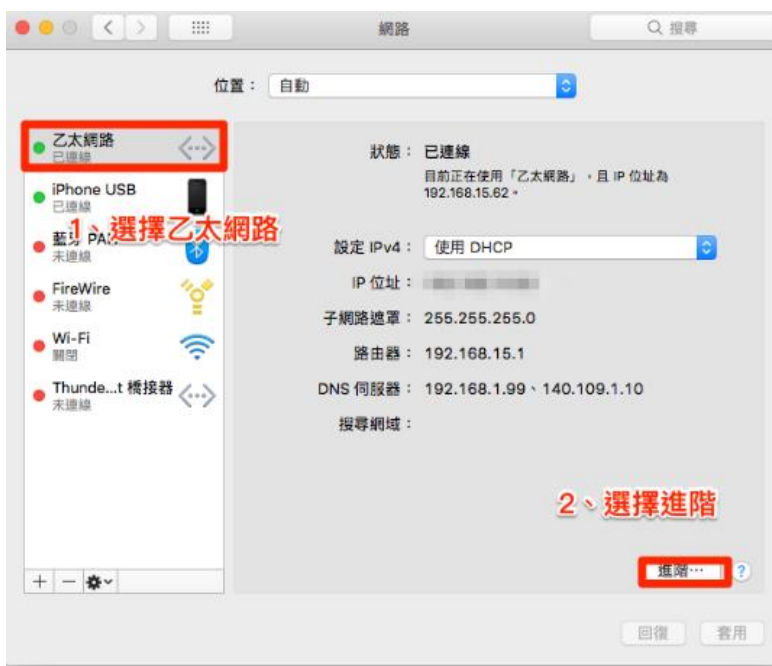 網路
搜尋
位置：
自動
乙太網路
已連線
iPhone USB
已連線
1、選擇乙太網路
藍牙 PA
未連線
FireWire
未連線
Wi-Fi
關閉
Thunde...t 橋接器
未連線
狀態：
已連線
目前正在使用「乙太網路」，且 IP 位址為
192.168.15.62。
設定 IPv4：
使用 DHCP
IP 位址：
子網路遮罩：
255.255.255.0
路由器：
192.168.15.1
DNS 伺服器：
192.168.1.99、140.109.1.10
搜尋網域：
2、選擇進階
進階…
?
回復
套用